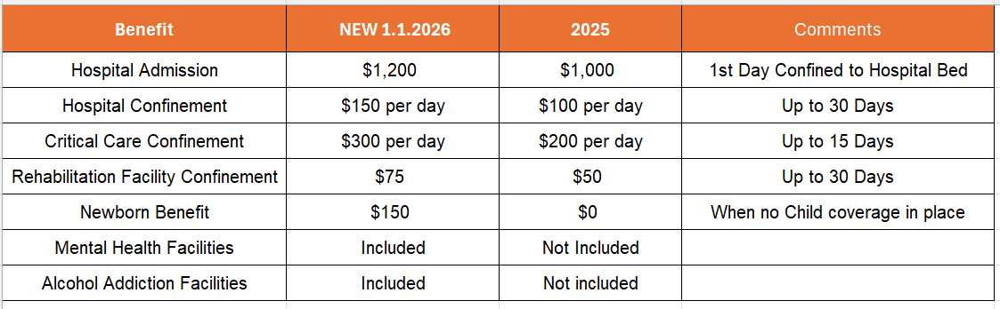 Benefit NEW 1.1.2026 2025 Comments
Hospital Admission $1,200 $1,000 1st Day Confined to Hospital Bed
Hospital Confinement $150 per day $100 per day Up to 30 Days
Critical Care Confinement $300 per day $200 per day Up to 15 Days
Rehabilitation Facility Confinement $75 $50 Up to 30 Days
Newborn Benefit $150 $0 When no Child coverage in place
Mental Health Facilities Included Not Included
Alcohol Addiction Facilities Included Not included